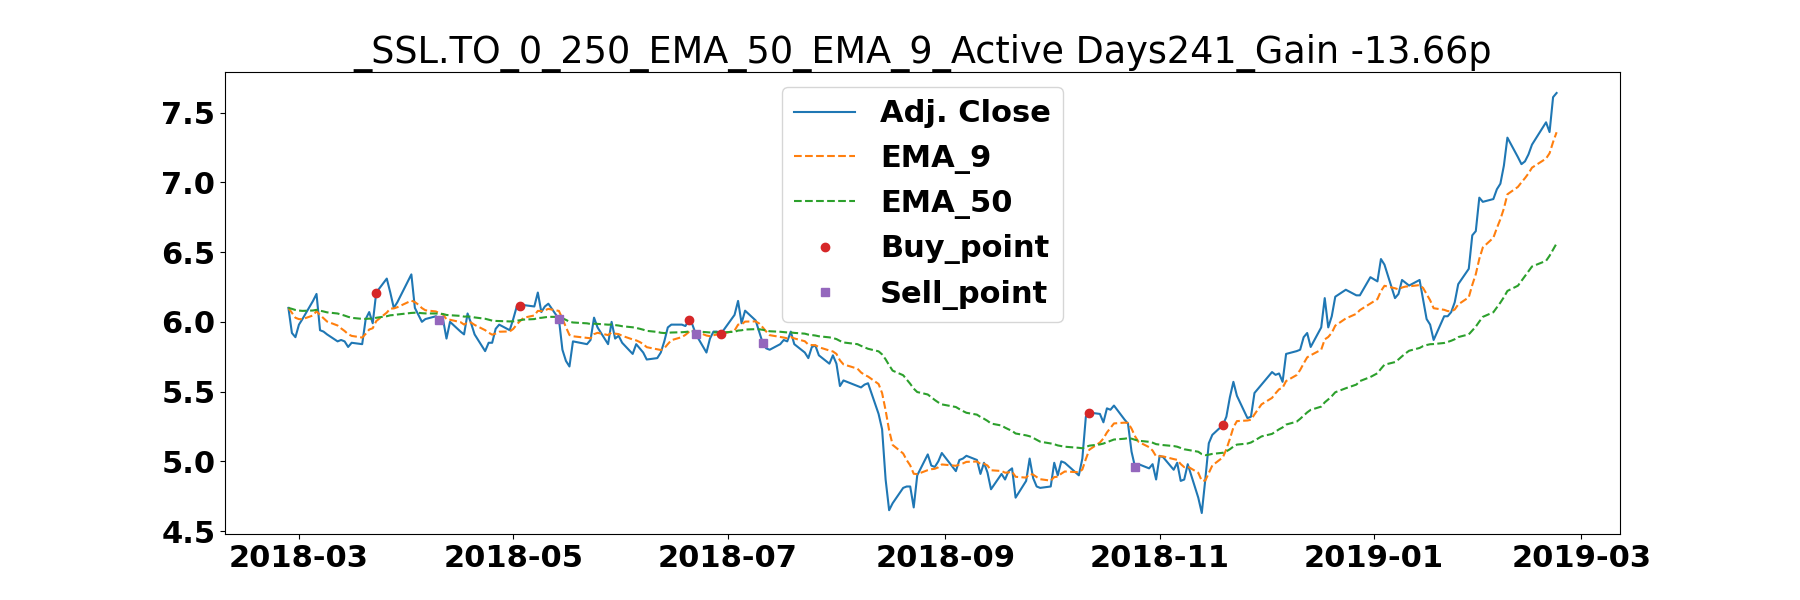 _SSL.TO_0_250_EMA_50_EMA_9_Active Days241_Gain -13.66p
7.5
7.0
6.5
6.0
5.5
5.0
4.5
Adj. Close
EMA_9
EMA_50
Buy_point
Sell_point
2018-03 2018-05 2018-07 2018-09 2018-11 2019-01 2019-03